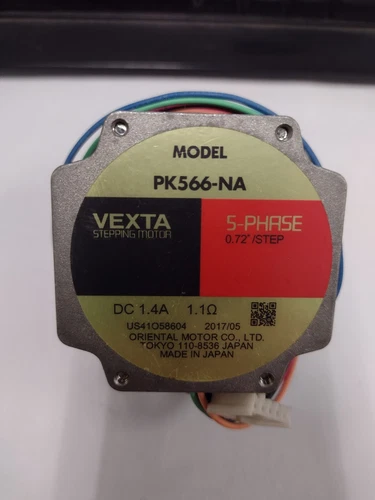 MODEL
PK566-NA
VEXTA
STEPPING MOTOR
5-PHASE
0.72°/STEP
DC 1.4A 1.1Ω
US41O58604 2017/05
ORIENTAL MOTOR CO., LTD.
TOKYO 110-8536 JAPAN
MADE IN JAPAN